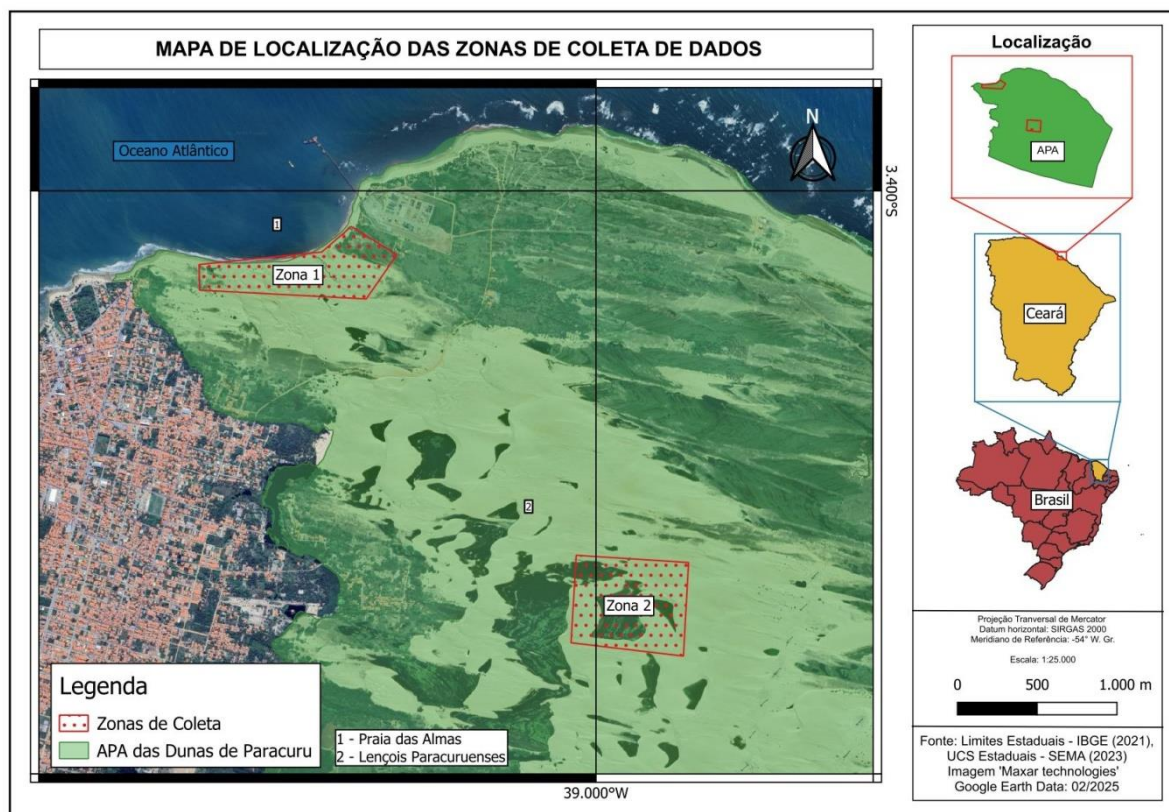 MAPA DE LOCALIZAÇÃO DAS ZONAS DE COLETA DE DADOS
Oceano Atlântico
N
3.400°S
1
Zona 1
2
Zona 2
Legenda
Zonas de Coleta
APA das Dunas de Paracuru
1 - Praia das Almas
2 - Lençois Paracuruenses
39.000°W
Localização
APA
Ceará
Brasil
Projeção Tranversal de Mercator
Datum horizontal: SIRGAS 2000
Meridiano de Referência: -54° W. Gr.
Escala: 1:25.000
0 500 1.000 m
Fonte: Limites Estaduais - IBGE (2021),
UCS Estaduais - SEMA (2023)
Imagem 'Maxar technologies'
Google Earth Data: 02/2025